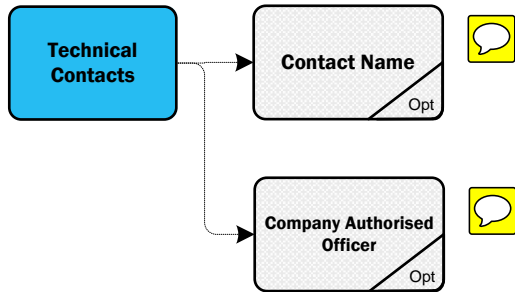 Technical
Contacts
Contact Name
Opt
Company Authorised
Officer
Opt